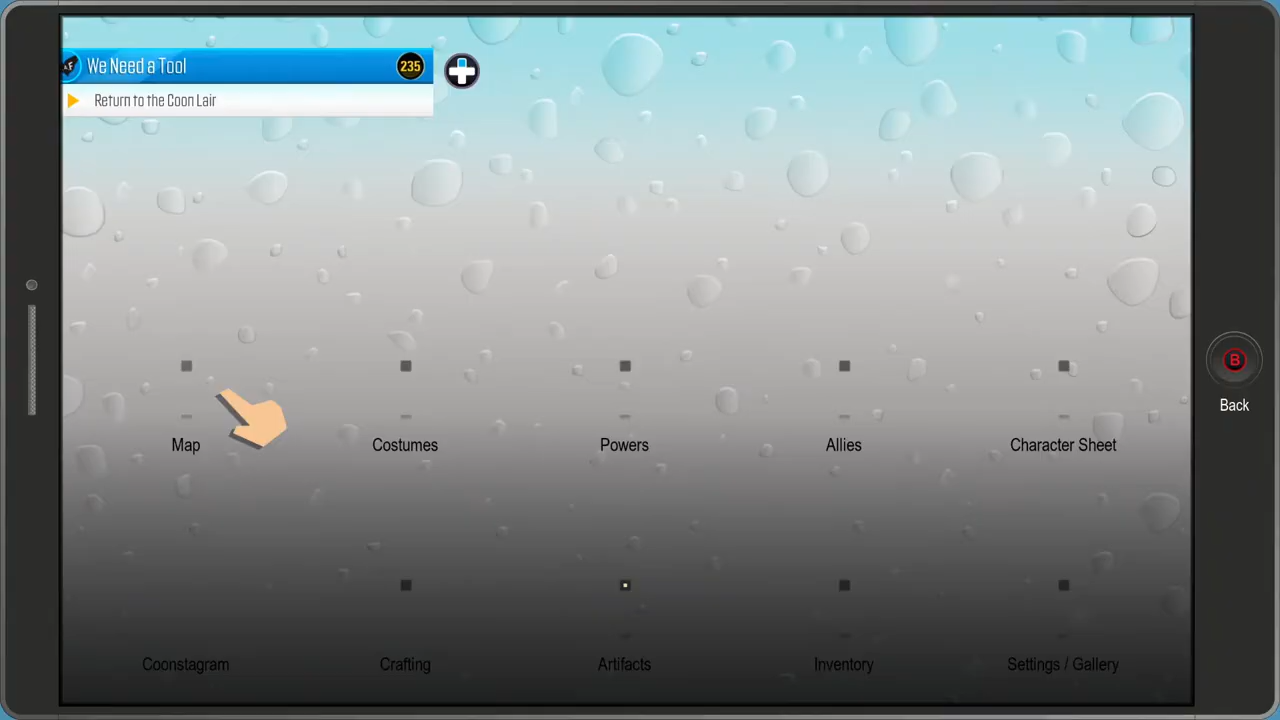 We Need a Tool
235
Return to the Coon Lair
B
Back
Map
Costumes
Powers
Allies
Character Sheet
Coonstagram
Crafting
Artifacts
Inventory
Settings / Gallery